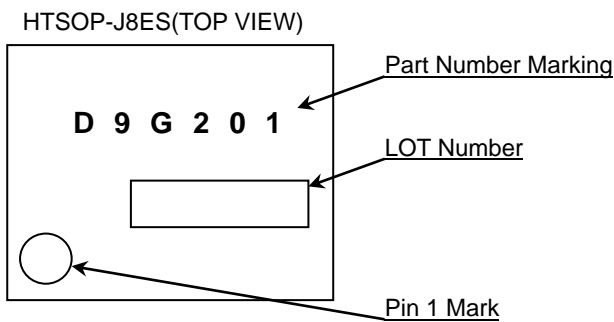 HTSOP-J8ES(TOP VIEW)
Part Number Marking
D 9 G 2 0 1
LOT Number
Pin 1 Mark